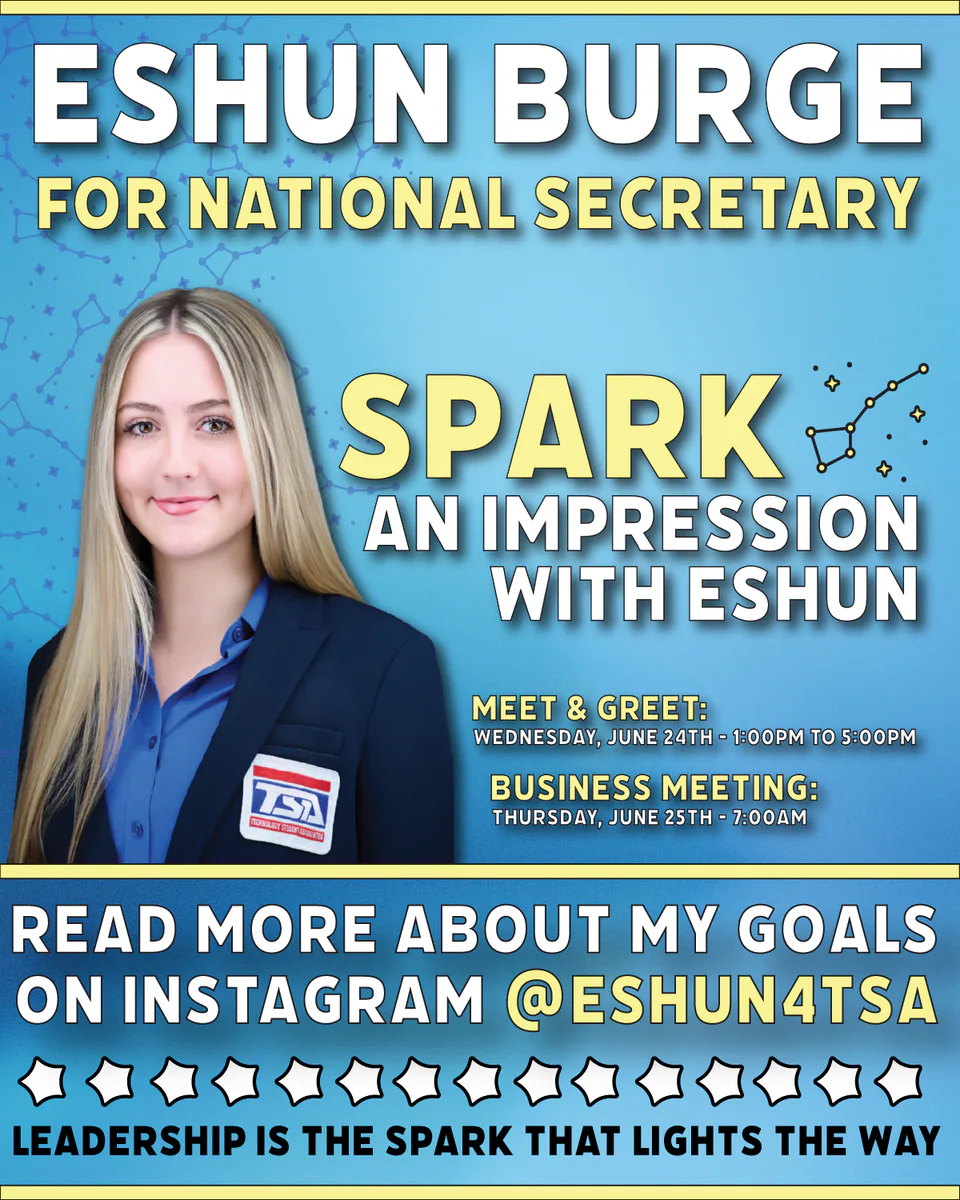 ESHUN BURGE
FOR NATIONAL SECRETARY
SPARK
AN IMPRESSION
WITH ESHUN
MEET & GREET:
WEDNESDAY, JUNE 24TH - 1:00PM TO 5:00PM
BUSINESS MEETING:
THURSDAY, JUNE 25TH - 7:00AM
TSA
TECHNOLOGY STUDENT ASSOCIATION
READ MORE ABOUT MY GOALS
ON INSTAGRAM @ESHUN4TSA
LEADERSHIP IS THE SPARK THAT LIGHTS THE WAY